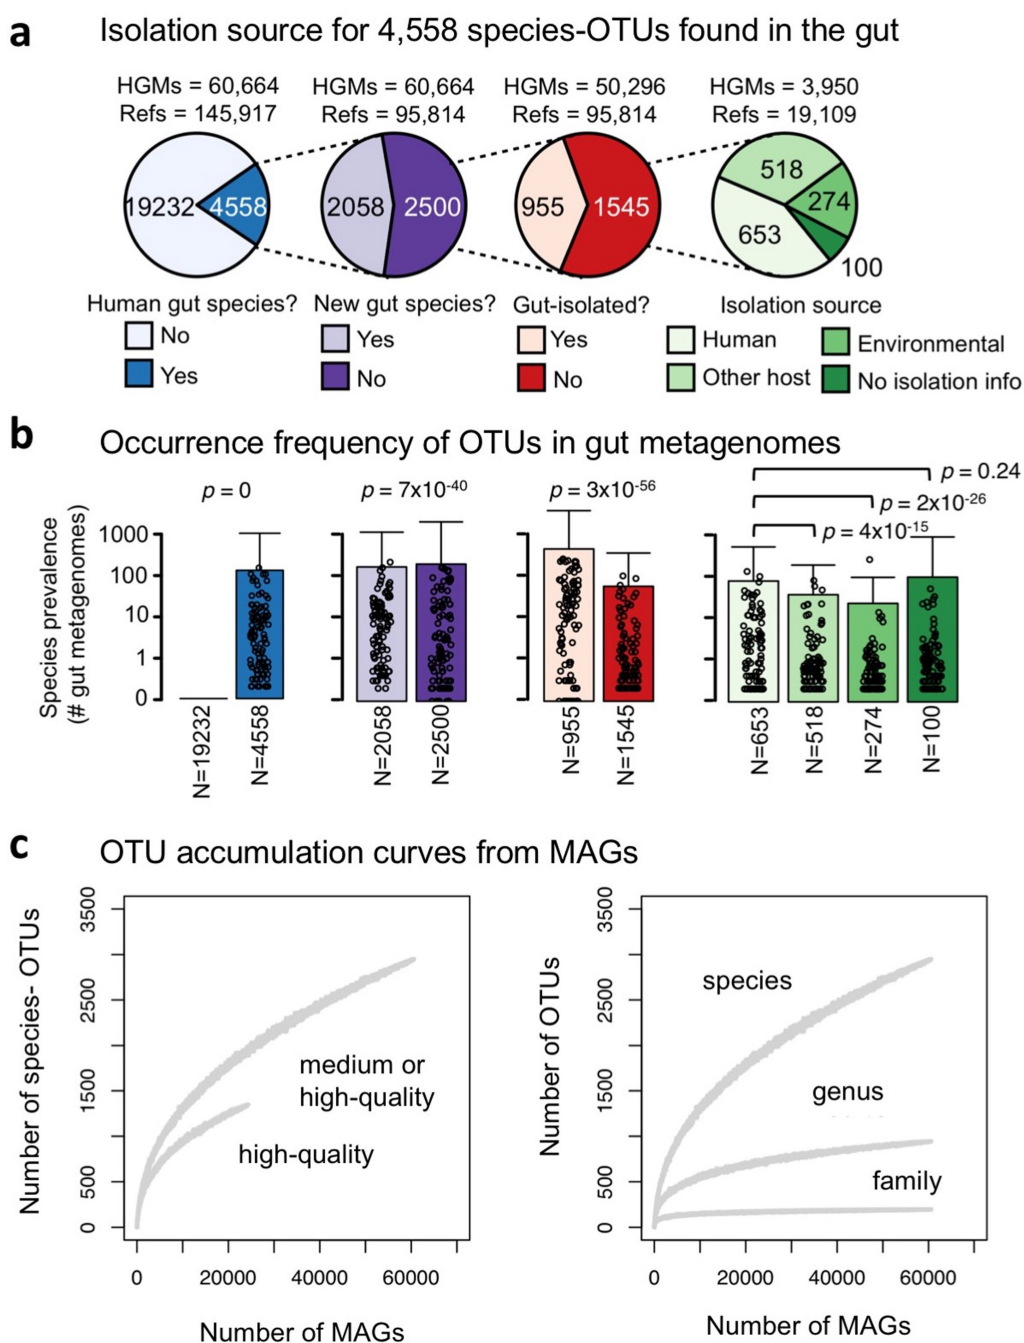 a
Isolation source for 4,558 species-OTUs found in the gut
HGMs = 60,664
Refs = 145,917
HGMs = 60,664
Refs = 95,814
HGMs = 50,296
Refs = 95,814
HGMs = 3,950
Refs = 19,109
19232
4558
2058
2500
955
1545
518
274
653
100
Human gut species?
No
Yes
New gut species?
Yes
No
Gut-isolated?
Yes
No
Isolation source
Human
Other host
Environmental
No isolation info
b
Occurrence frequency of OTUs in gut metagenomes
Species prevalence
(# gut metagenomes)
1000
100
10
1
0
p = 0
N=19232
N=4558
p = 7x10⁻⁴⁰
N=2058
N=2500
p = 3x10⁻⁵⁶
N=955
N=1545
p = 0.24
p = 2x10⁻²⁶
p = 4x10⁻¹⁵
N=653
N=518
N=274
N=100
c
OTU accumulation curves from MAGs
Number of species- OTUs
3500
2500
1500
500
0
medium or
high-quality
high-quality
0 20000 40000 60000
Number of MAGs
Number of OTUs
3500
2500
1500
500
0
species
genus
family
0 20000 40000 60000
Number of MAGs